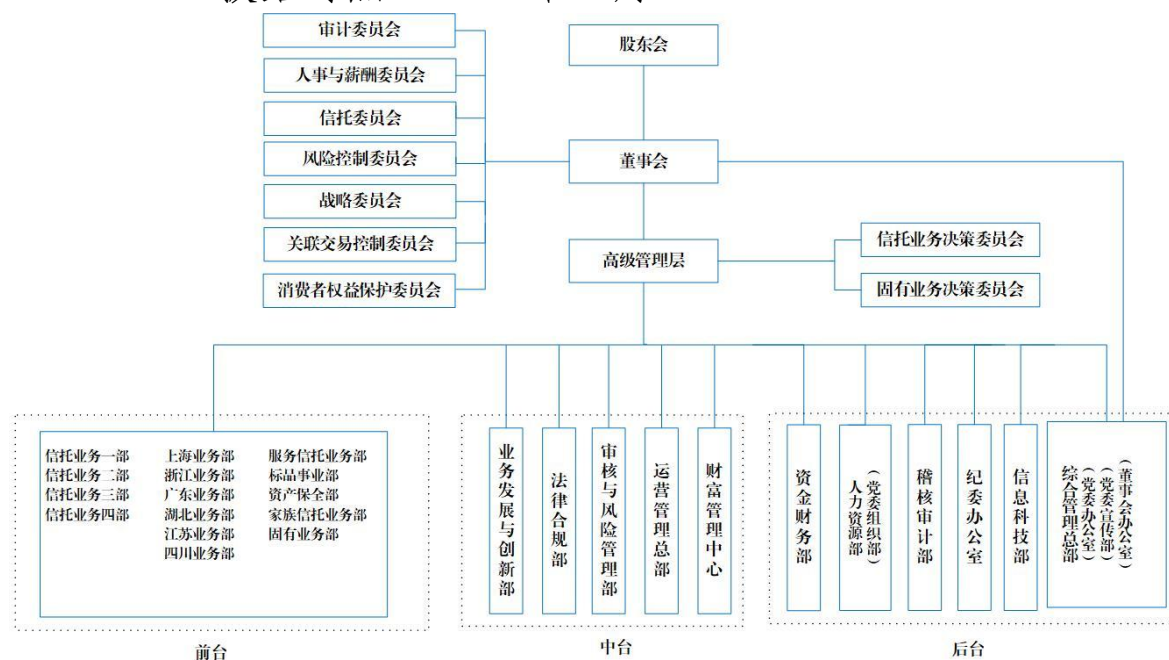 审计委员会
人事与薪酬委员会
信托委员会
风险控制委员会
战略委员会
关联交易控制委员会
消费者权益保护委员会
股东会
董事会
高级管理层
信托业务决策委员会
固有业务决策委员会
信托业务一部
信托业务二部
信托业务三部
信托业务四部
上海业务部
浙江业务部
广东业务部
湖北业务部
江苏业务部
四川业务部
服务信托业务部
标品事业部
资产保全部
家族信托业务部
固有业务部
前台
业务发展与创新部
法律合规部
审核与风险管理部
运营管理总部
财富管理中心
中台
资金财务部
人力资源部
（党委组织部）
稽核审计部
纪委办公室
信息科技部
综合管理总部
（党委办公室）
（党委宣传部）
（董事会办公室）
后台